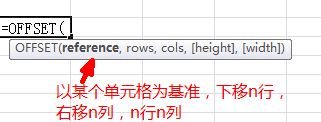 =OFFSET(
OFFSET(reference, rows, cols, [height], [width])
以某个单元格为基准，下移n行，
右移n列，n行n列